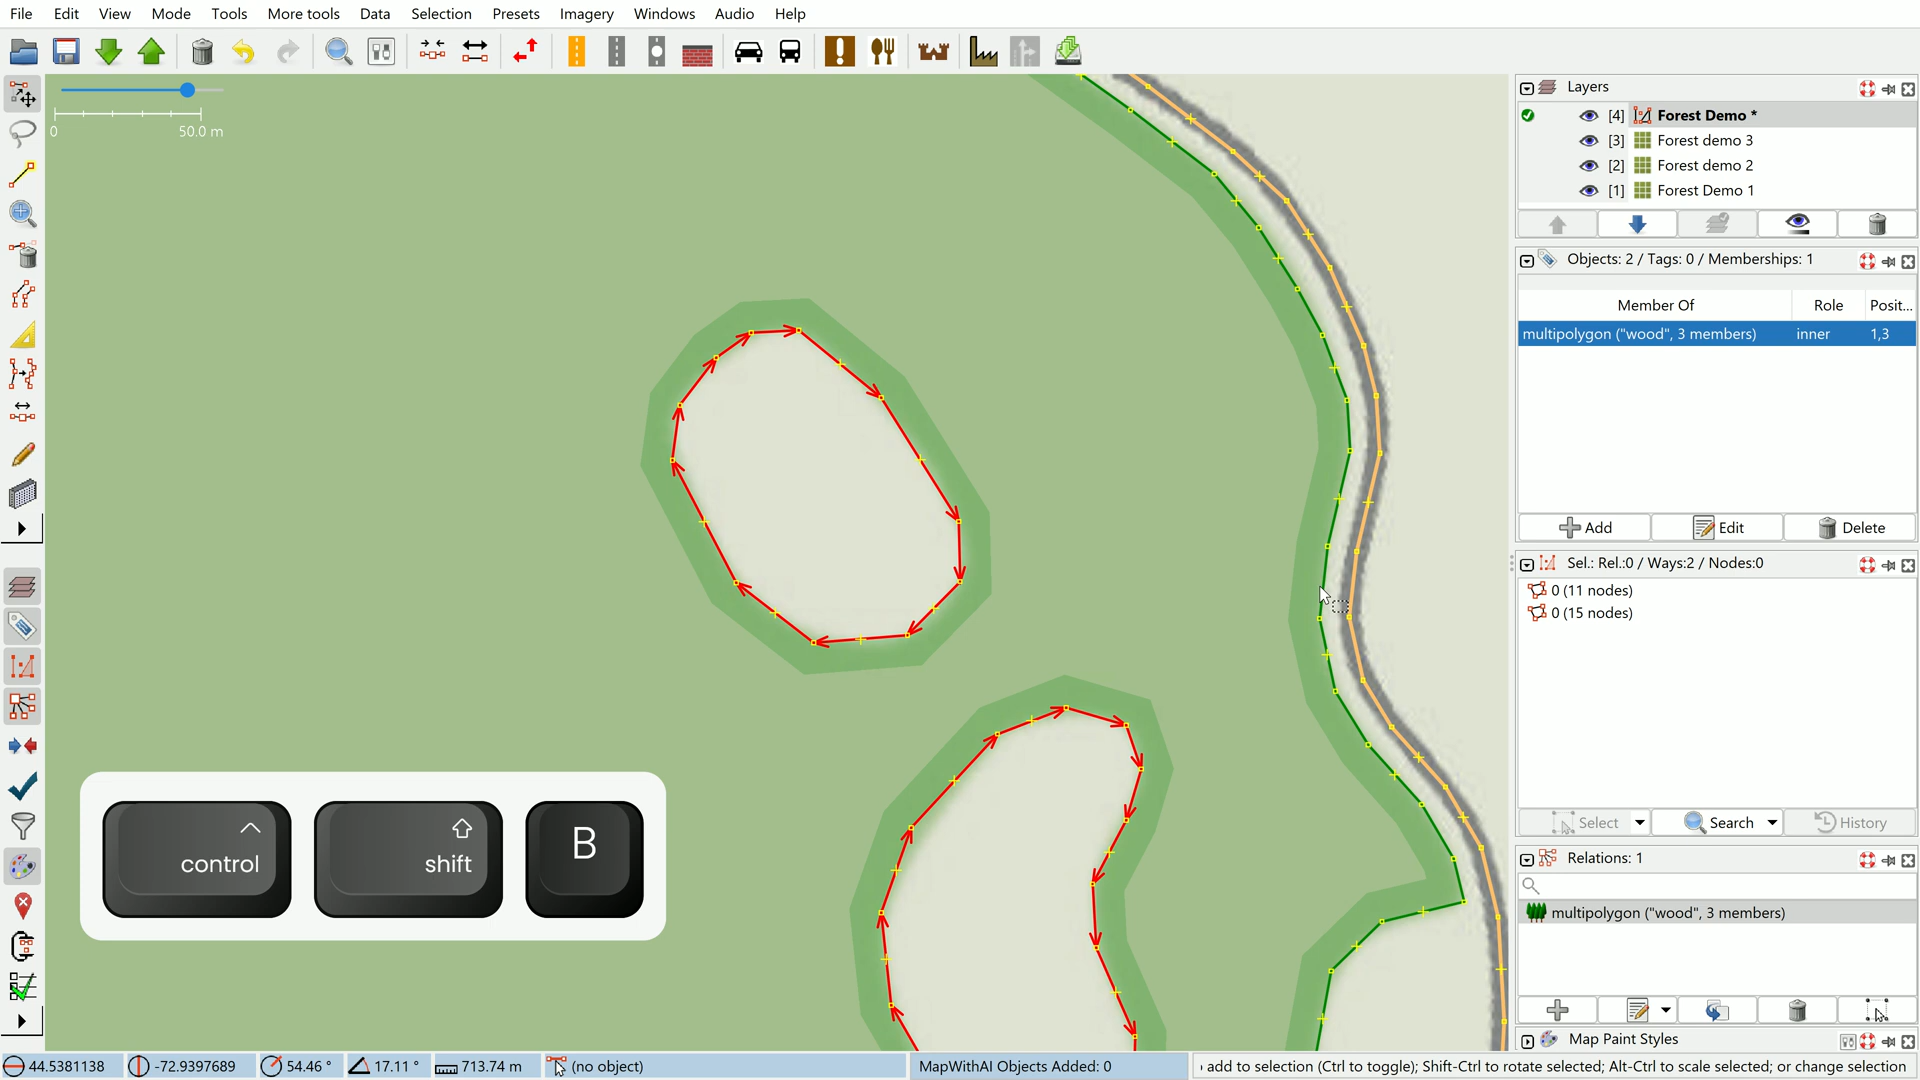 File Edit View Mode Tools More tools Data Selection Presets Imagery Windows Audio Help
0 50.0 m
Layers
[4] Forest Demo *
[3] Forest demo 3
[2] Forest demo 2
[1] Forest Demo 1
Objects: 2 / Tags: 0 / Memberships: 1
Member Of Role Posit...
multipolygon ("wood", 3 members) inner 1,3
Add Edit Delete
Sel.: Rel.:0 / Ways:2 / Nodes:0
0 (11 nodes)
0 (15 nodes)
Select Search History
Relations: 1
multipolygon ("wood", 3 members)
Map Paint Styles
control shift B
44.5381138 -72.9397689 54.46 ° 17.11 ° 713.74 m (no object) MapWithAI Objects Added: 0 add to selection (Ctrl to toggle); Shift-Ctrl to rotate selected; Alt-Ctrl to scale selected; or change selection